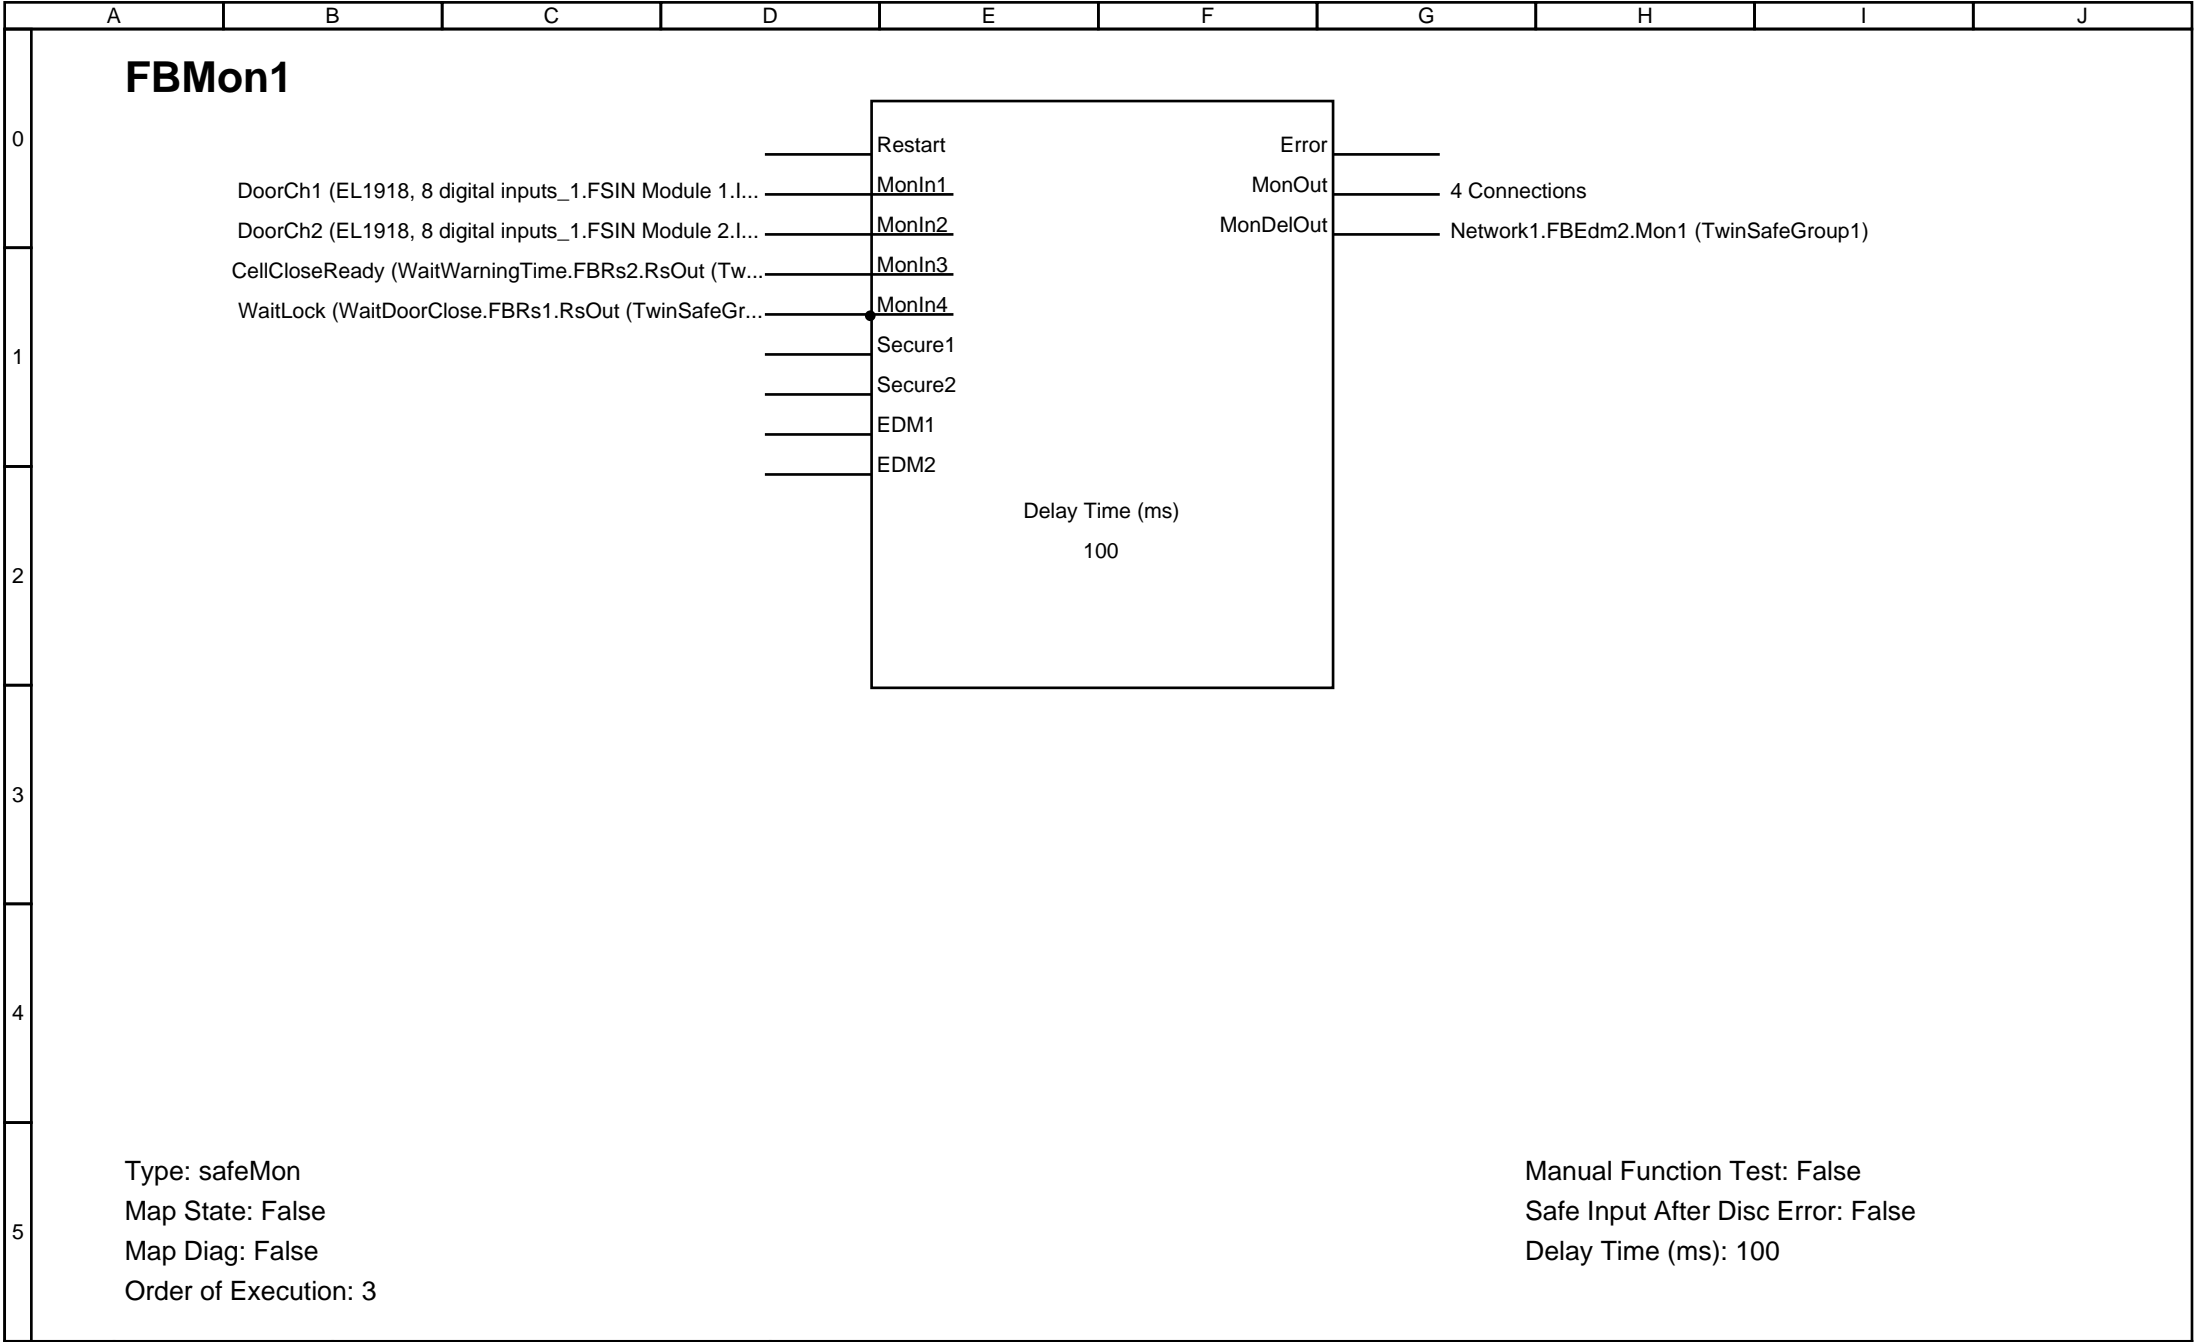 A B C D E F G H I J
FBMon1
0
Restart Error
DoorCh1 (EL1918, 8 digital inputs_1.FSIN Module 1.I... MonIn1 MonOut 4 Connections
DoorCh2 (EL1918, 8 digital inputs_1.FSIN Module 2.I... MonIn2 MonDelOut Network1.FBEdm2.Mon1 (TwinSafeGroup1)
CellCloseReady (WaitWarningTime.FBRs2.RsOut (Tw... MonIn3
WaitLock (WaitDoorClose.FBRs1.RsOut (TwinSafeGr... MonIn4
1
Secure1
Secure2
EDM1
EDM2
Delay Time (ms)
100
2
3
4
Type: safeMon Manual Function Test: False
Map State: False Safe Input After Disc Error: False
5
Map Diag: False Delay Time (ms): 100
Order of Execution: 3